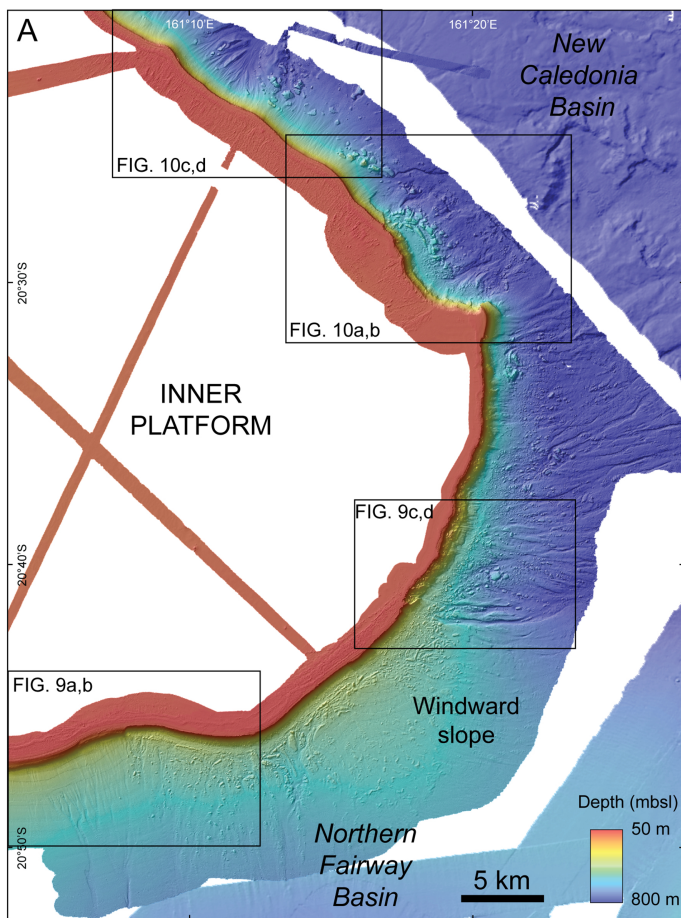 A
161°10'E
161°20'E
New
Caledonia
Basin
FIG. 10c,d
20°30'S
FIG. 10a,b
INNER
PLATFORM
FIG. 9c,d
20°40'S
FIG. 9a,b
Windward
slope
Depth (mbsl)
50 m
800 m
20°50'S
Northern
Fairway
Basin
5 km